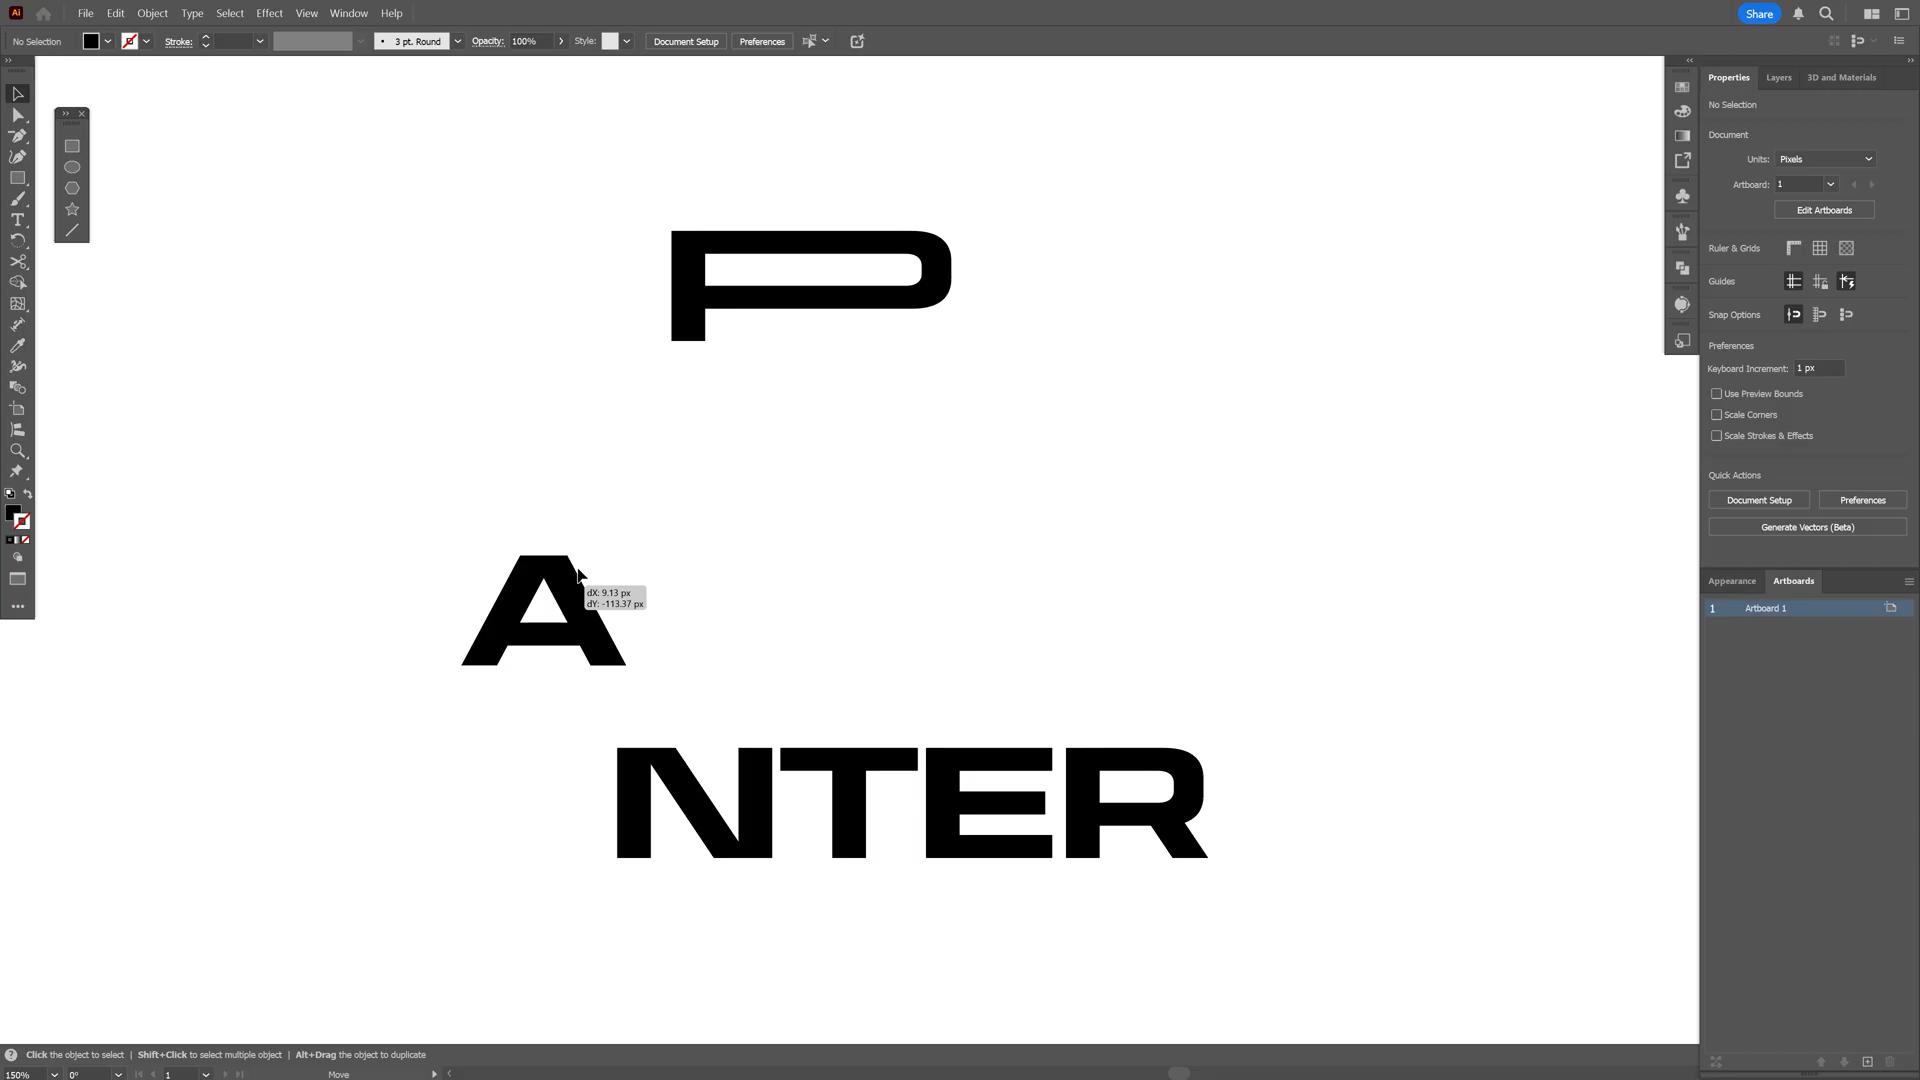 File Edit Object Type Select Effect View Window Help Share
No Selection Stroke: 3 pt. Round Opacity: 100% Style: Document Setup Preferences
Properties Layers 3D and Materials
No Selection
Document
Units: Pixels
Artboard: 1
Edit Artboards
Ruler & Grids
Guides
Snap Options
Preferences
Keyboard Increment: 1 px
Use Preview Bounds
Scale Corners
Scale Strokes & Effects
Quick Actions
Document Setup Preferences
Generate Vectors (Beta)
Appearance Artboards
1 Artboard 1
P
A
dX: 9.13 px
dY: -113.37 px
NTER
Click the object to select | Shift+Click to select multiple object | Alt+Drag the object to duplicate
150% 0° 1 Move